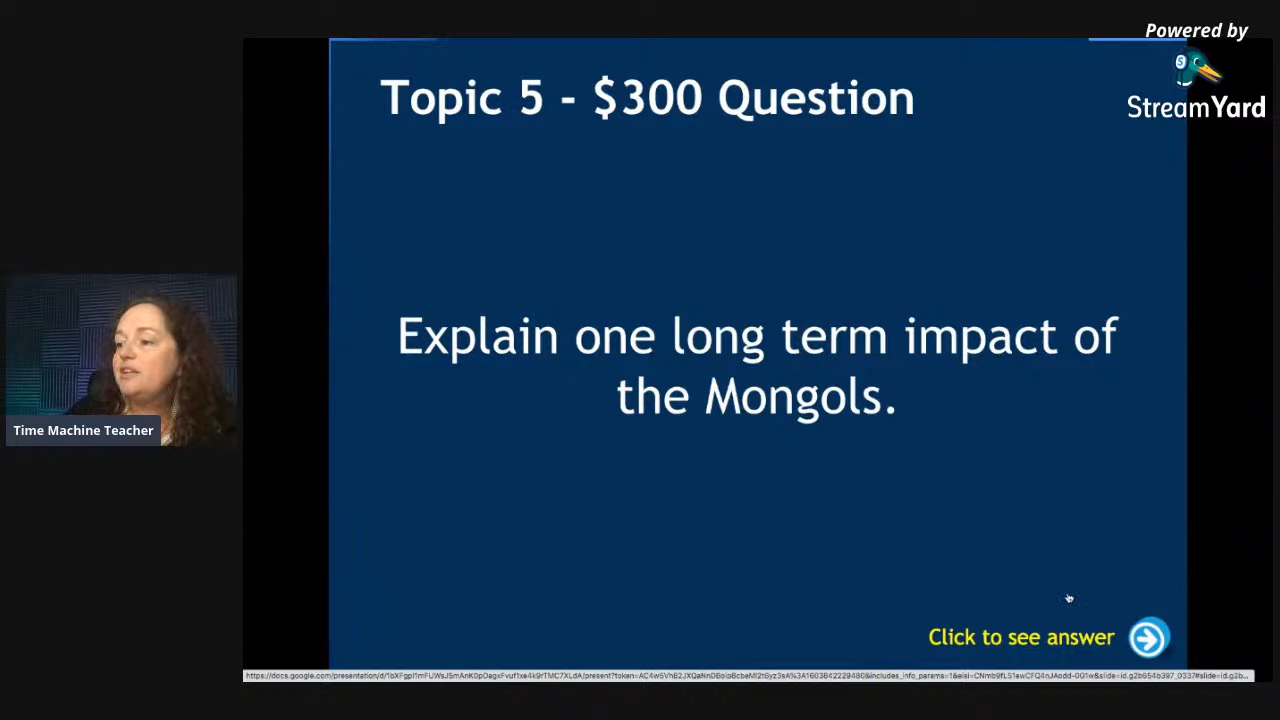 Powered by
StreamYard
Topic 5 - $300 Question
Explain one long term impact of
the Mongols.
Time Machine Teacher
Click to see answer